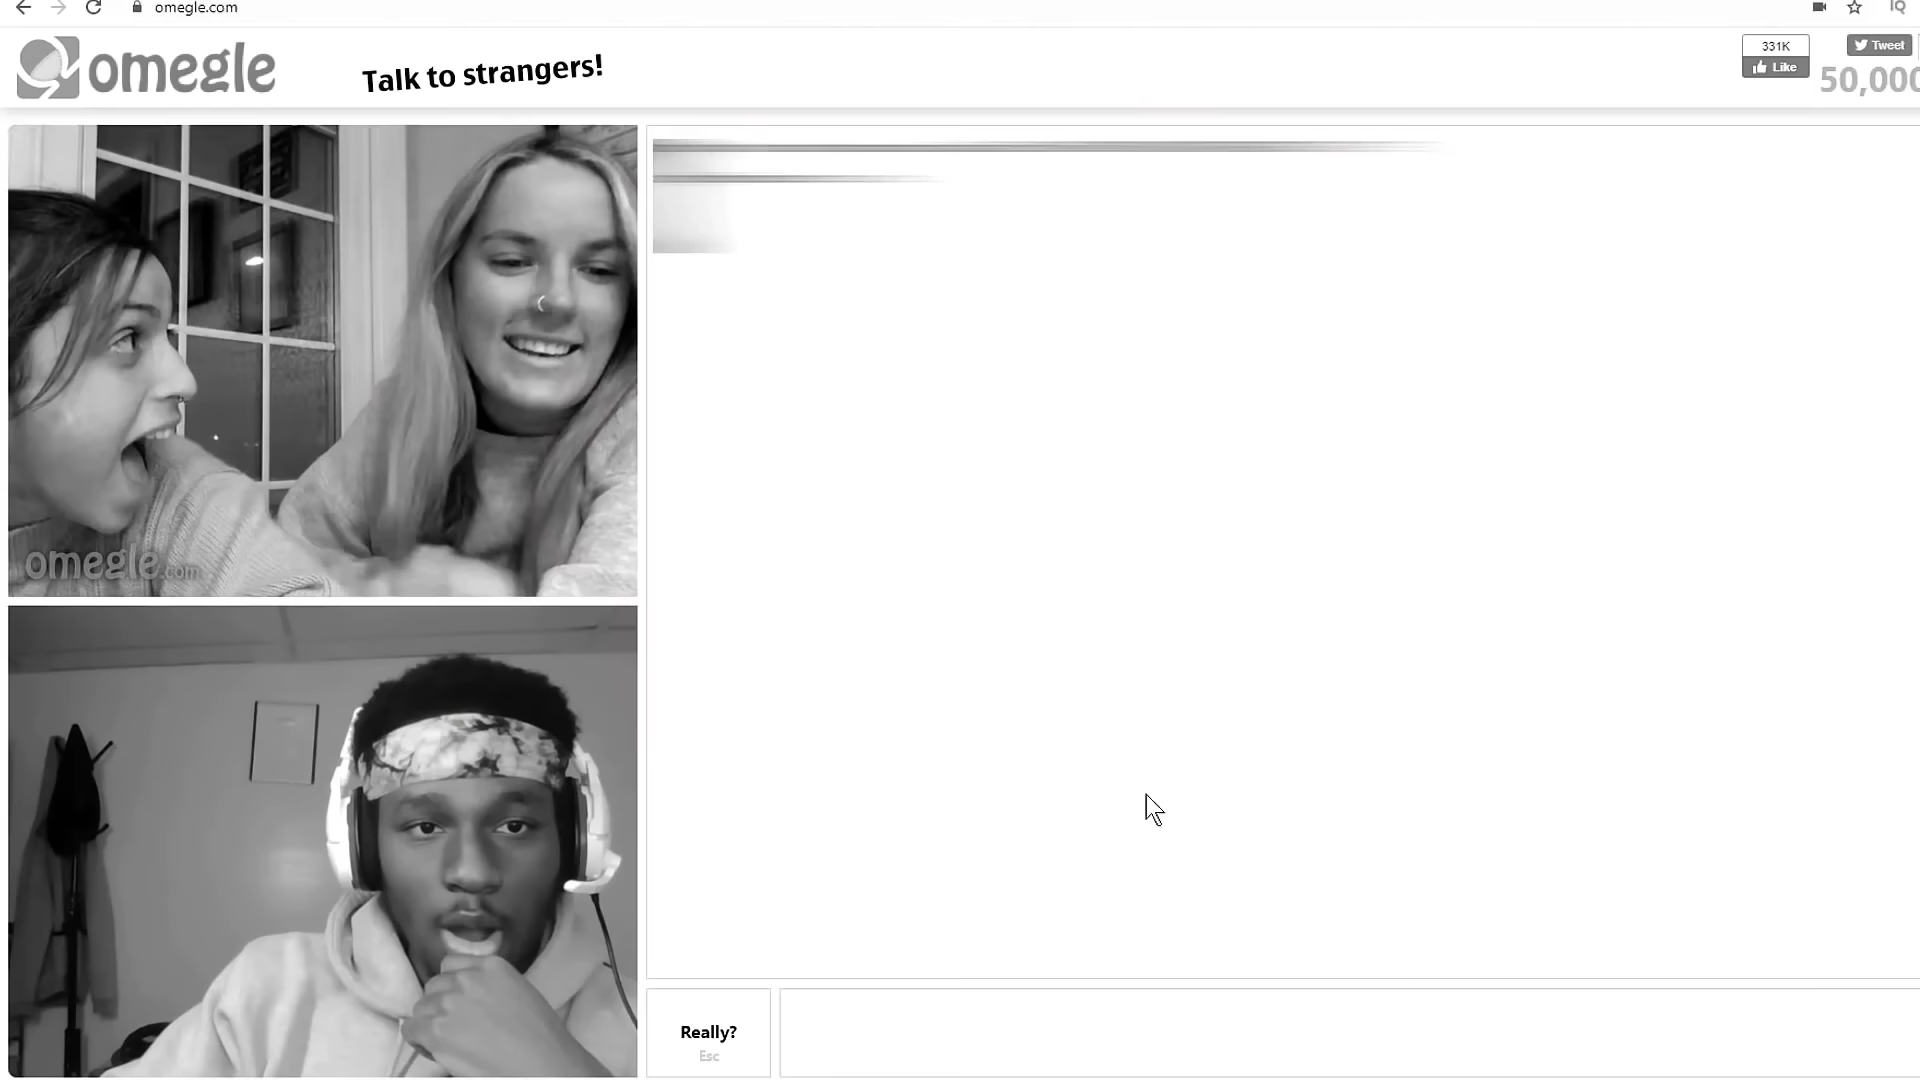 omegle.com
omegle
Talk to strangers!
331K
Like
Tweet
50,000
omegle.com
Really?
Esc